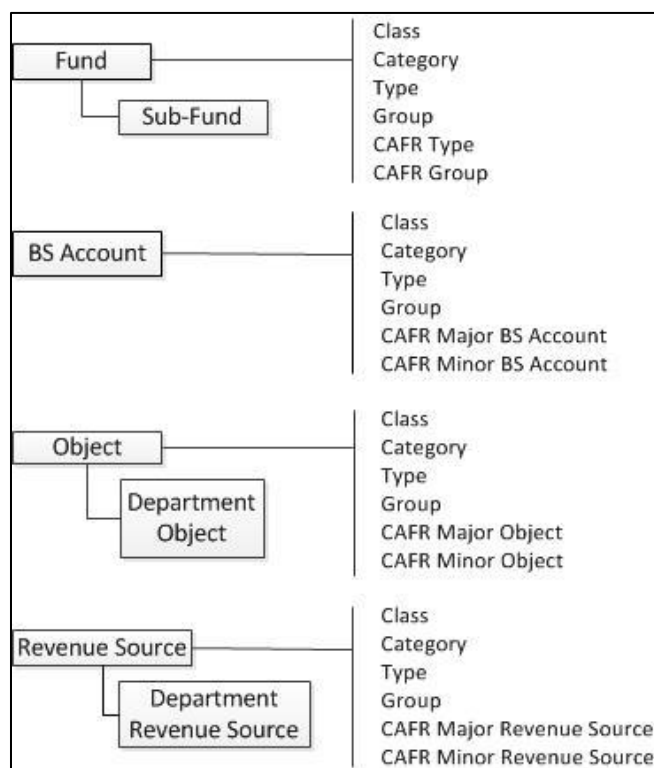 Fund
Sub-Fund
Class
Category
Type
Group
CAFR Type
CAFR Group
BS Account
Class
Category
Type
Group
CAFR Major BS Account
CAFR Minor BS Account
Object
Department
Object
Class
Category
Type
Group
CAFR Major Object
CAFR Minor Object
Revenue Source
Department
Revenue Source
Class
Category
Type
Group
CAFR Major Revenue Source
CAFR Minor Revenue Source